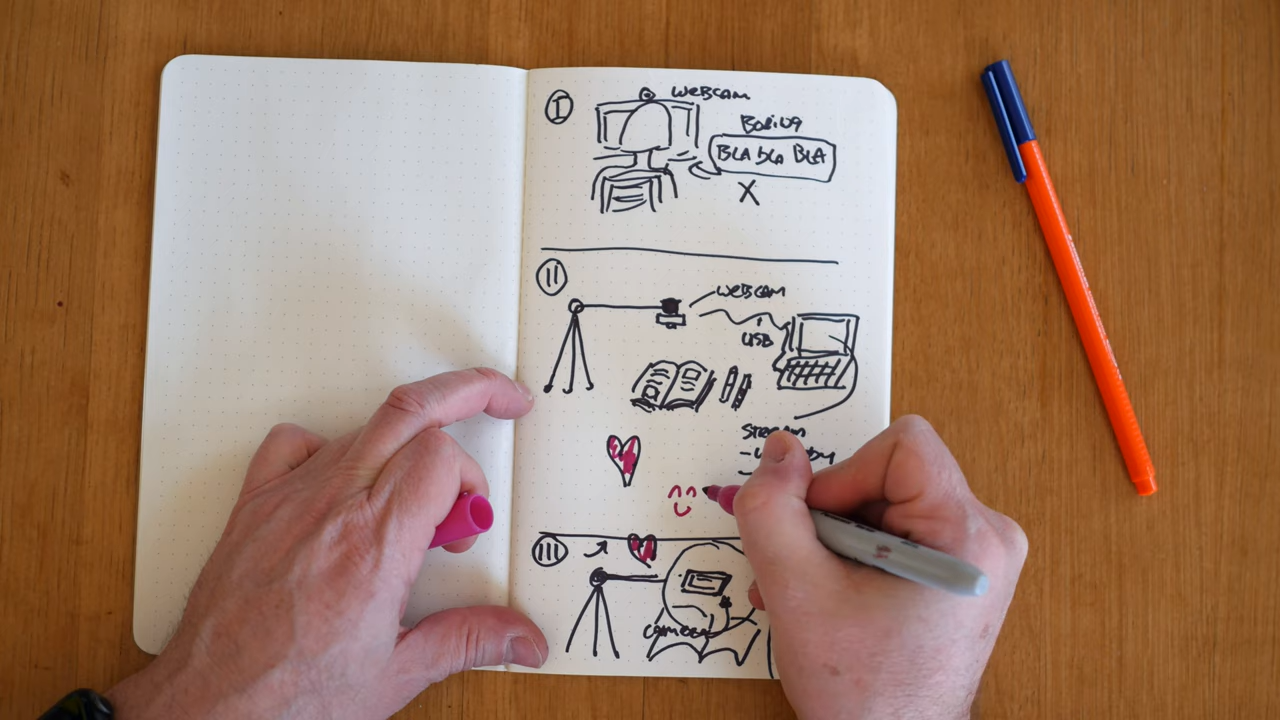 I
WEBCAM
BORING
BLA bLA BLA
X
II
WEBCAM
USB
STREAM
III
CAMERA